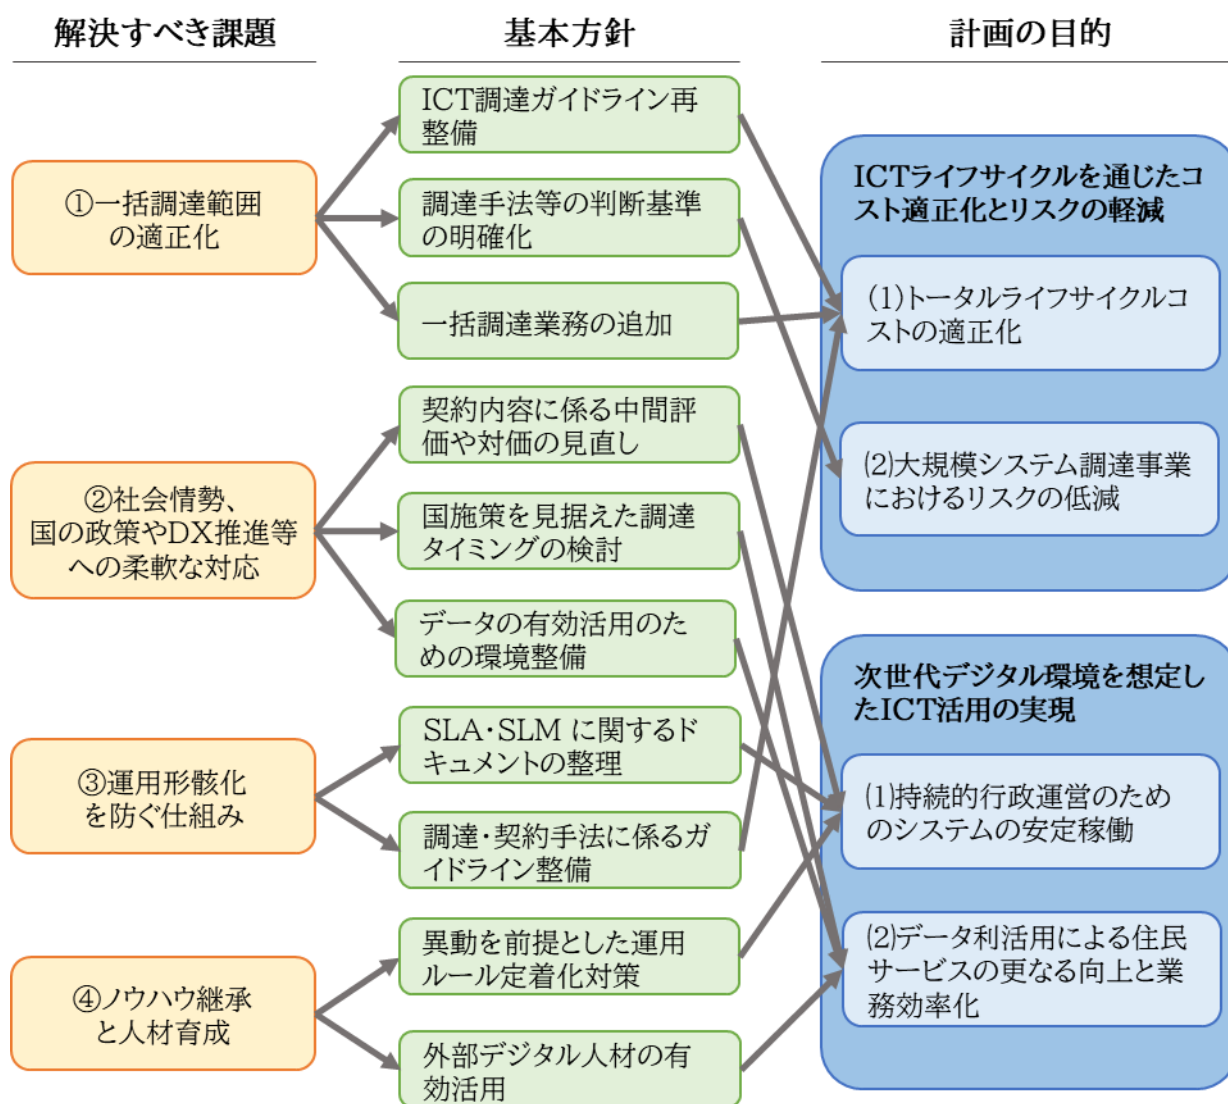 解決すべき課題
基本方針
計画の目的
①一括調達範囲
の適正化
②社会情勢、
国の政策やDX推進等
への柔軟な対応
③運用形骸化
を防ぐ仕組み
④ノウハウ継承
と人材育成
ICT調達ガイドライン再
整備
調達手法等の判断基準
の明確化
一括調達業務の追加
契約内容に係る中間評
価や対価の見直し
国施策を見据えた調達
タイミングの検討
データの有効活用のた
めの環境整備
SLA・SLM に関するド
キュメントの整理
調達・契約手法に係るガ
イドライン整備
異動を前提とした運用
ルール定着化対策
外部デジタル人材の有
効活用
ICTライフサイクルを通じたコ
スト適正化とリスクの軽減
(1)トータルライフサイクルコ
ストの適正化
(2)大規模システム調達事業
におけるリスクの低減
次世代デジタル環境を想定し
たICT活用の実現
(1)持続的行政運営のため
のシステムの安定稼働
(2)データ利活用による住民
サービスの更なる向上と業
務効率化